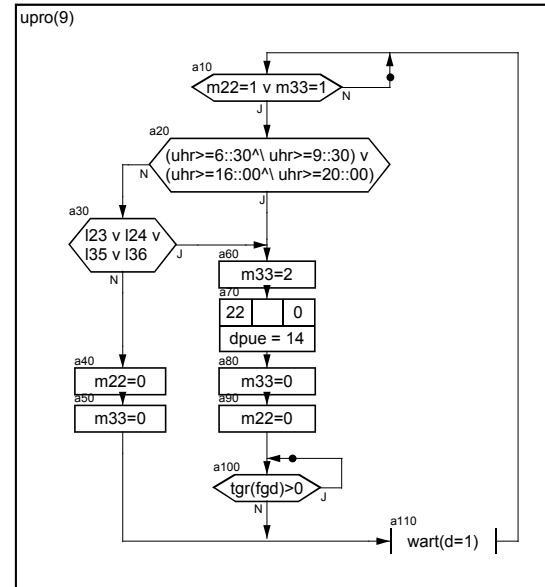 upro(9)
a10
m22=1 v m33=1
N
J
a20
(uhr>=6::30^\ uhr>=9::30) v
(uhr>=16::00^\ uhr>=20::00)
N
J
a30
l23 v l24 v
l35 v l36
J
N
a60
m33=2
a70
22 0
dpue = 14
a40
m22=0
a80
m33=0
a50
m33=0
a90
m22=0
a100
tgr(fgd)>0
J
N
a110
wart(d=1)